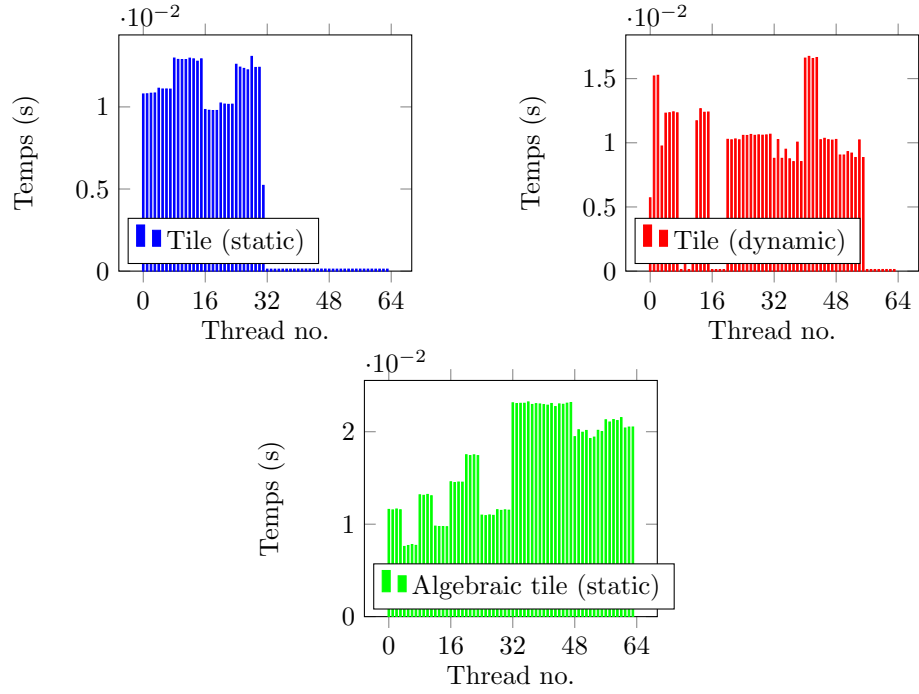 ·10−2
Temps (s)
1
0.5
0
Tile (static)
0 16 32 48 64
Thread no.
·10−2
Temps (s)
1.5
1
0.5
0
Tile (dynamic)
0 16 32 48 64
Thread no.
·10−2
Temps (s)
2
1
0
Algebraic tile (static)
0 16 32 48 64
Thread no.